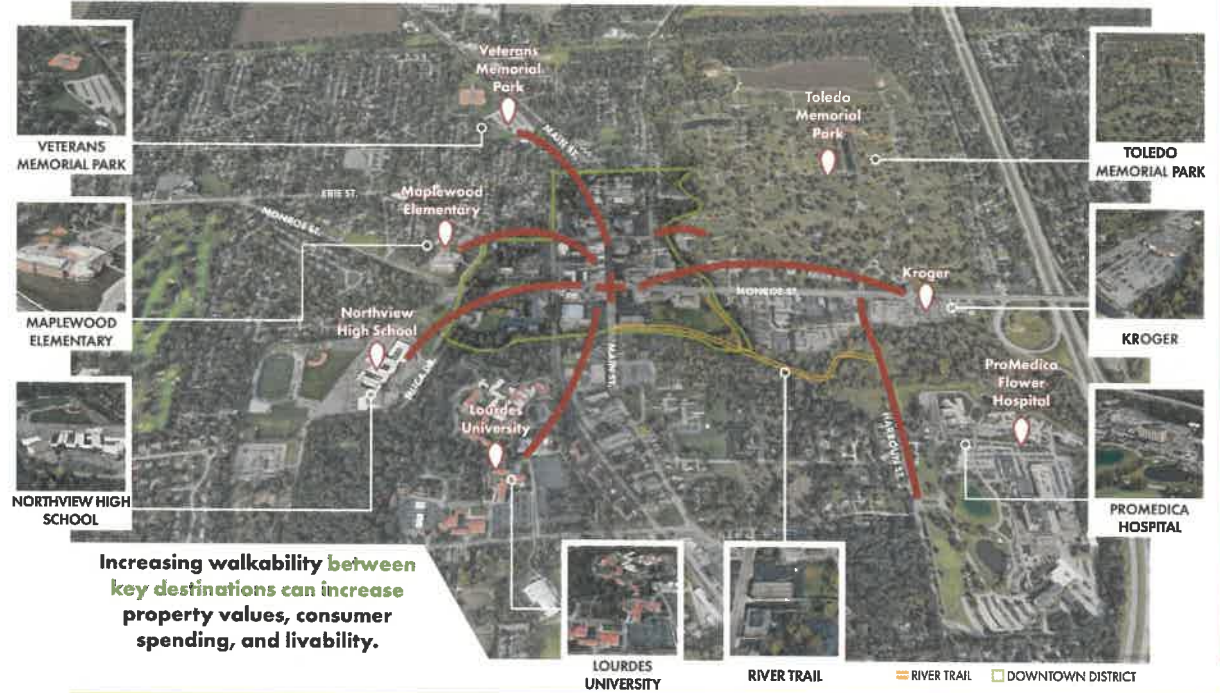 Veterans
Memorial
Park
Toledo
Memorial
Park
MAIN ST.
VETERANS
MEMORIAL PARK
TOLEDO
MEMORIAL PARK
ERIE ST.
Maplewood
Elementary
MONROE ST.
Kroger
MONROE ST.
MAPLEWOOD
ELEMENTARY
Northview
High School
KROGER
MAIN ST.
ProMedica
Flower
Hospital
Lourdes
University
NORTHVIEW HIGH
SCHOOL
PROMEDICA
HOSPITAL
Increasing walkability between
key destinations can increase
property values, consumer
spending, and livability.
LOURDES
UNIVERSITY
RIVER TRAIL
RIVER TRAIL
DOWNTOWN DISTRICT